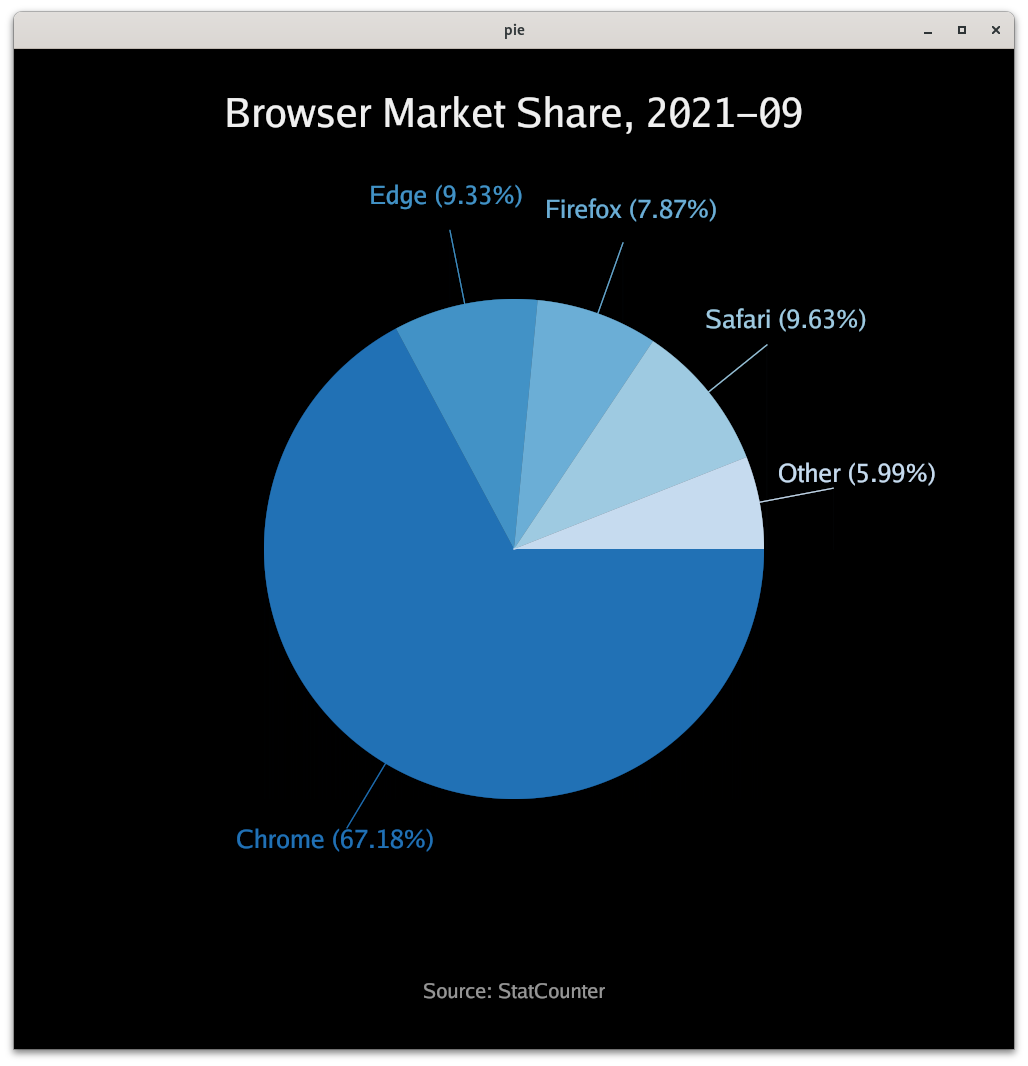 pie
Browser Market Share, 2021–09
Edge (9.33%)
Firefox (7.87%)
Safari (9.63%)
Other (5.99%)
Chrome (67.18%)
Source: StatCounter